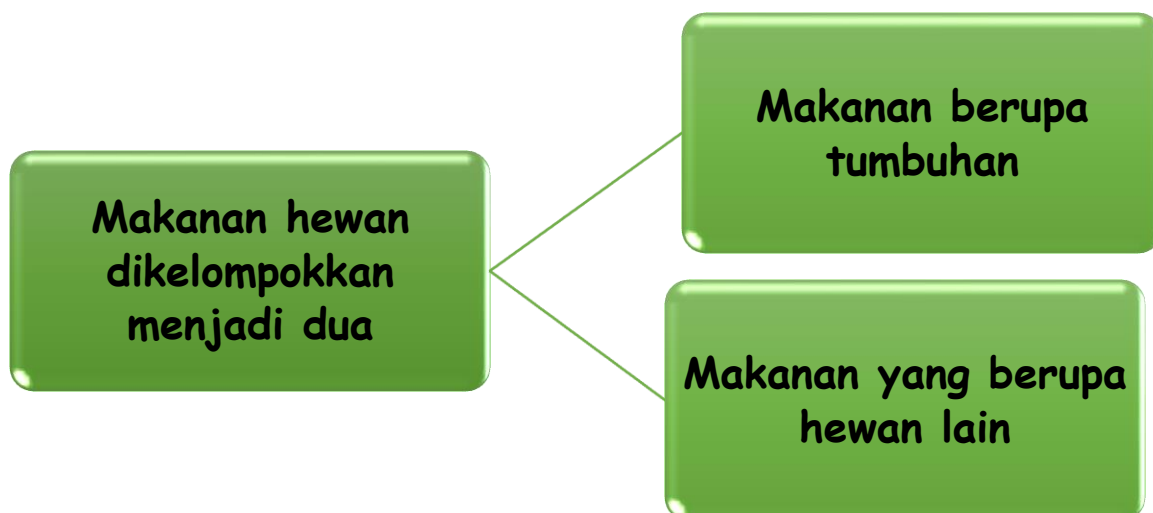 Makanan hewan
dikelompokkan
menjadi dua
Makanan berupa
tumbuhan
Makanan yang berupa
hewan lain